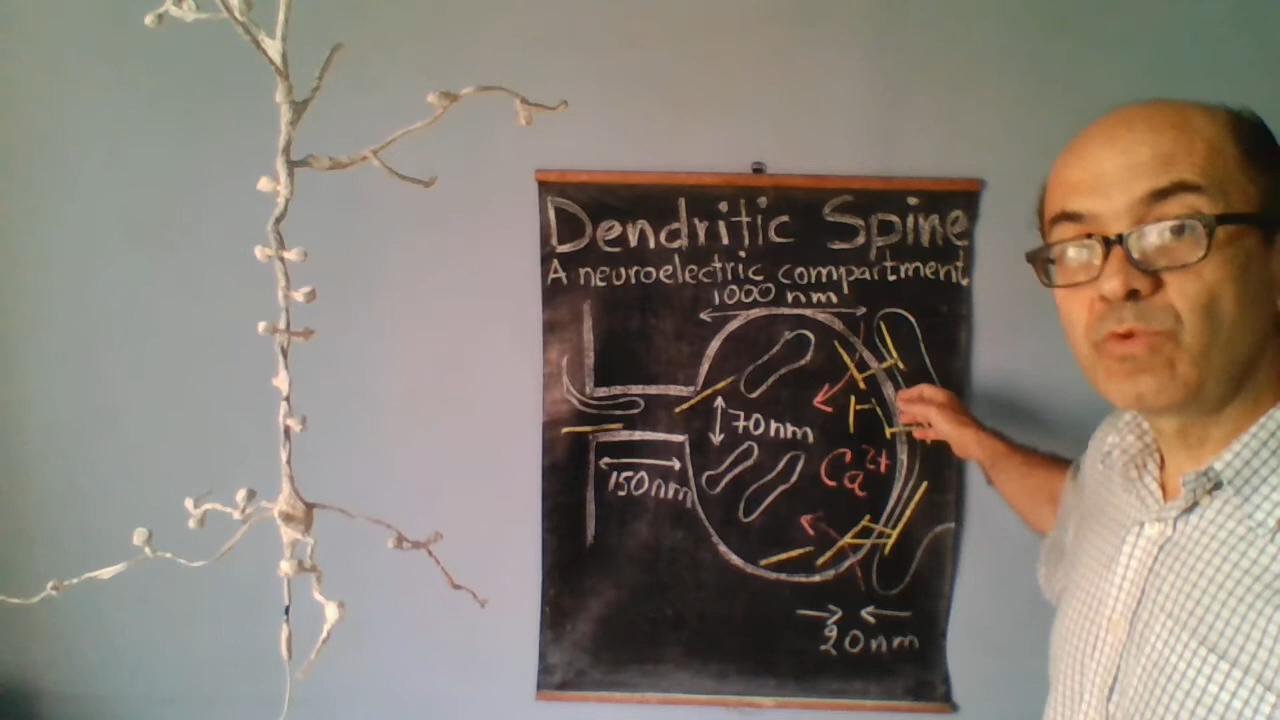 Dendritic Spine
A neuroelectric compartment
1000 nm
70nm
Ca2+
150nm
20nm